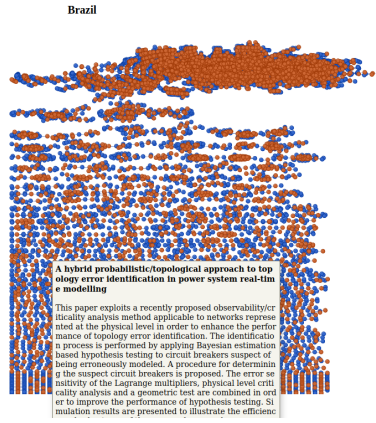 Brazil
A hybrid probabilistic/topological approach to top
ology error identification in power system real-tim
e modelling
This paper exploits a recently proposed observability/cr
iticality analysis method applicable to networks represe
nted at the physical level in order to enhance the perfor
mance of topology error identification. The identificatio
n process is performed by applying Bayesian estimation
based hypothesis testing to circuit breakers suspect of
being erroneously modeled. A procedure for determinin
g the suspect circuit breakers is proposed. The error se
nsitivity of the Lagrange multipliers, physical level criti
cality analysis and a geometric test are combined in ord
er to improve the performance of hypothesis testing. Si
mulation results are presented to illustrate the efficienc